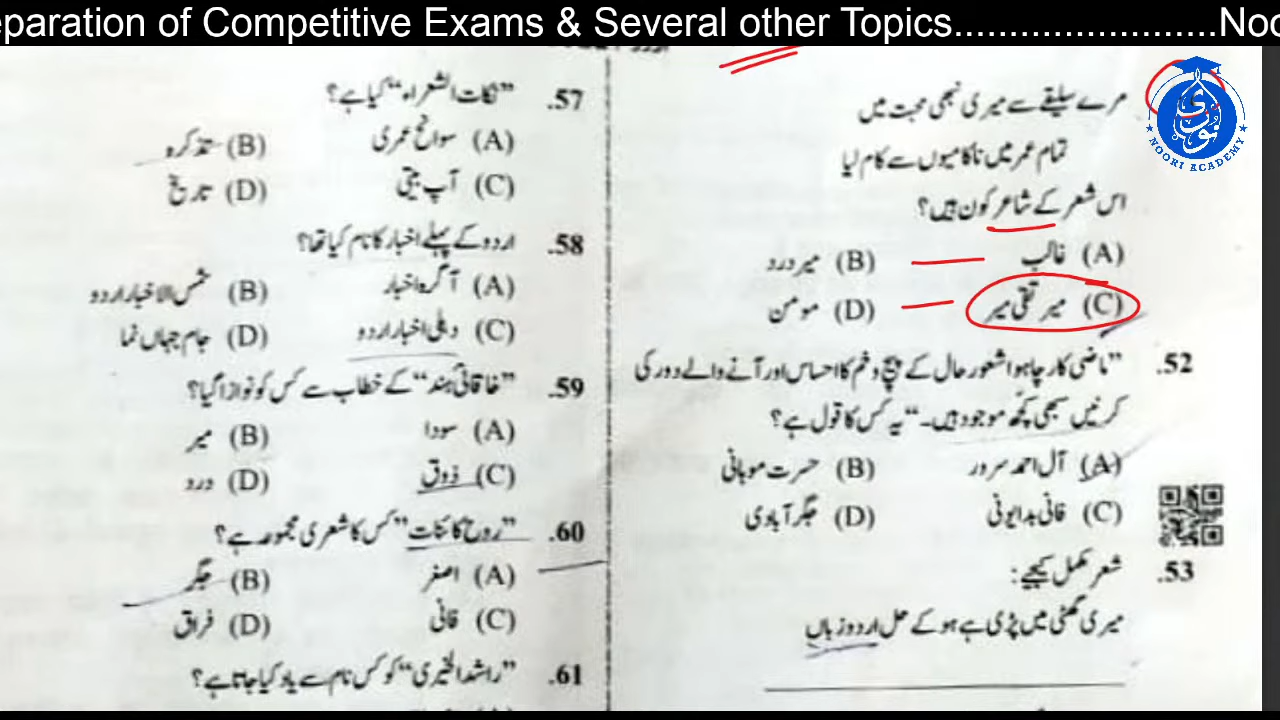 eparation of Competitive Exams & Several other Topics........................Noo
NOORI ACADEMY
مرے سلیقے سے میری نبھی محبت میں
تمام عمر میں ناکامیوں سے کام لیا
اس شعر کے شاعر کون ہیں؟
(A) غالب (B) میر درد
(C) میر تقی میر (D) مومن
52. "ماضی کا رچا ہوا شعور حال کے پیچ و خم کا احساس اور آنے والے دور کی
کرنیں سبھی کچھ موجود ہیں۔" یہ کس کا قول ہے؟
(A) آل احمد سرور (B) حسرت موہانی
(C) فانی بدایونی (D) جگر آبادی
53. شعر مکمل کیجیے:
میری گھٹی میں پڑی ہے ہو کے حل اردو زباں
57. "نکات الشعراء" کیا ہے؟
(A) سوانح عمری (B) تذکرہ
(C) آپ بیتی (D) تاریخ
58. اردو کے پہلے اخبار کا نام کیا تھا؟
(A) آگرہ اخبار (B) شمس الاخبار اردو
(C) دہلی اخبار اردو (D) جام جہاں نما
59. "خاقانیٔ ہند" کے خطاب سے کس کو نوازا گیا؟
(A) سودا (B) میر
(C) ذوق (D) درد
60. "روح کائنات" کس کا شعری مجموعہ ہے؟
(A) اصغر (B) جگر
(C) فانی (D) فراق
61. "راشد الخیری" کو کس نام سے یاد کیا جاتا ہے؟